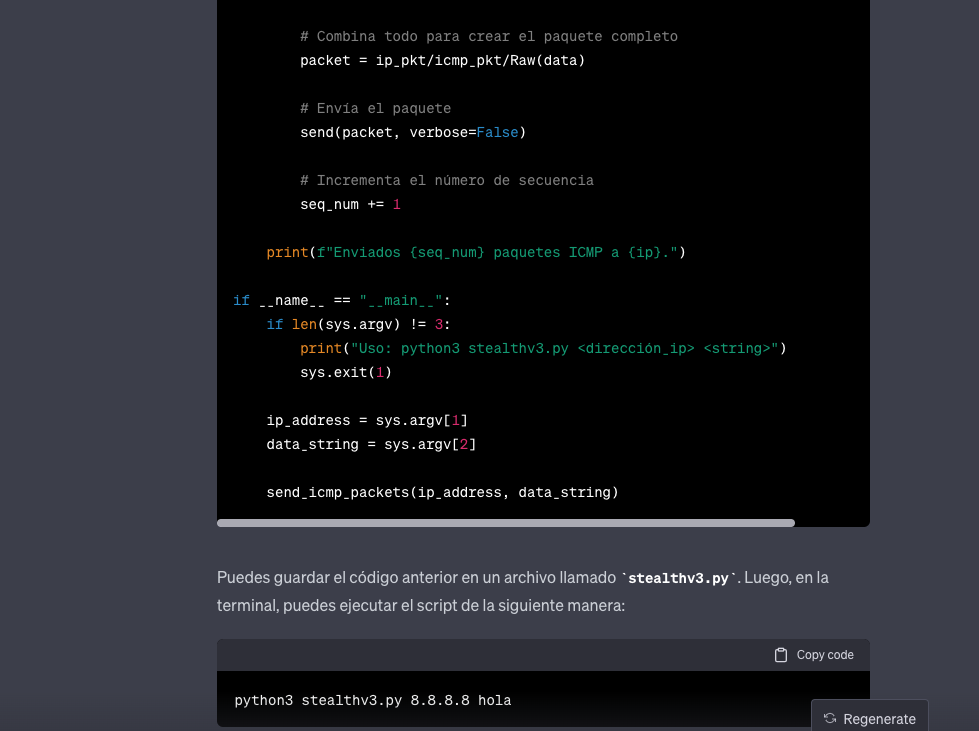 # Combina todo para crear el paquete completo
packet = ip_pkt/icmp_pkt/Raw(data)
# Envía el paquete
send(packet, verbose=False)
# Incrementa el número de secuencia
seq_num += 1
print(f"Enviados {seq_num} paquetes ICMP a {ip}.")
if __name__ == "__main__":
if len(sys.argv) != 3:
print("Uso: python3 stealthv3.py <dirección_ip> <string>")
sys.exit(1)
ip_address = sys.argv[1]
data_string = sys.argv[2]
send_icmp_packets(ip_address, data_string)
Puedes guardar el código anterior en un archivo llamado `stealthv3.py`. Luego, en la
terminal, puedes ejecutar el script de la siguiente manera:
Copy code
python3 stealthv3.py 8.8.8.8 hola
Regenerate